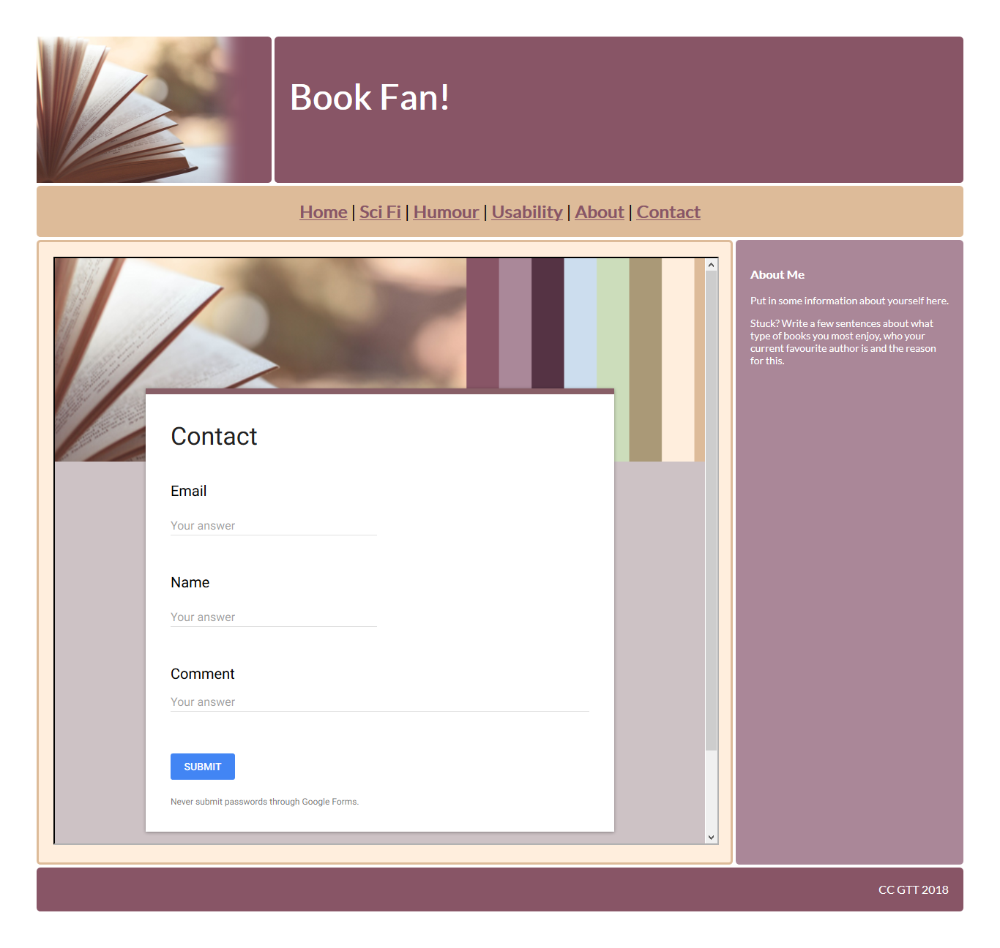 Book Fan!
Home | Sci Fi | Humour | Usability | About | Contact
Contact
Email
Your answer
Name
Your answer
Comment
Your answer
SUBMIT
Never submit passwords through Google Forms.
About Me
Put in some information about yourself here.
Stuck? Write a few sentences about what
type of books you most enjoy, who your
current favourite author is and the reason
for this.
CC GTT 2018